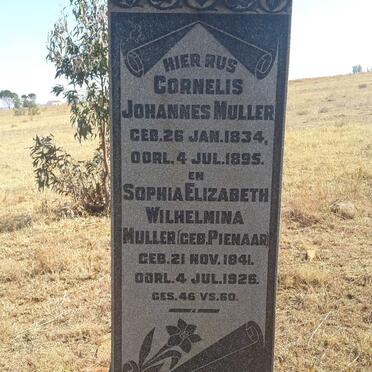 HIER RUS
CORNELIS
JOHANNES MULLER
GEB. 26 JAN. 1834,
OORL. 4 JUL. 1895.
EN
SOPHIA ELIZABETH
WILHELMINA
MULLER (GEB. PIENAAR)
GEB. 21 NOV. 1841.
OORL. 4 JUL. 1926.
GES. 46 VS. 60.